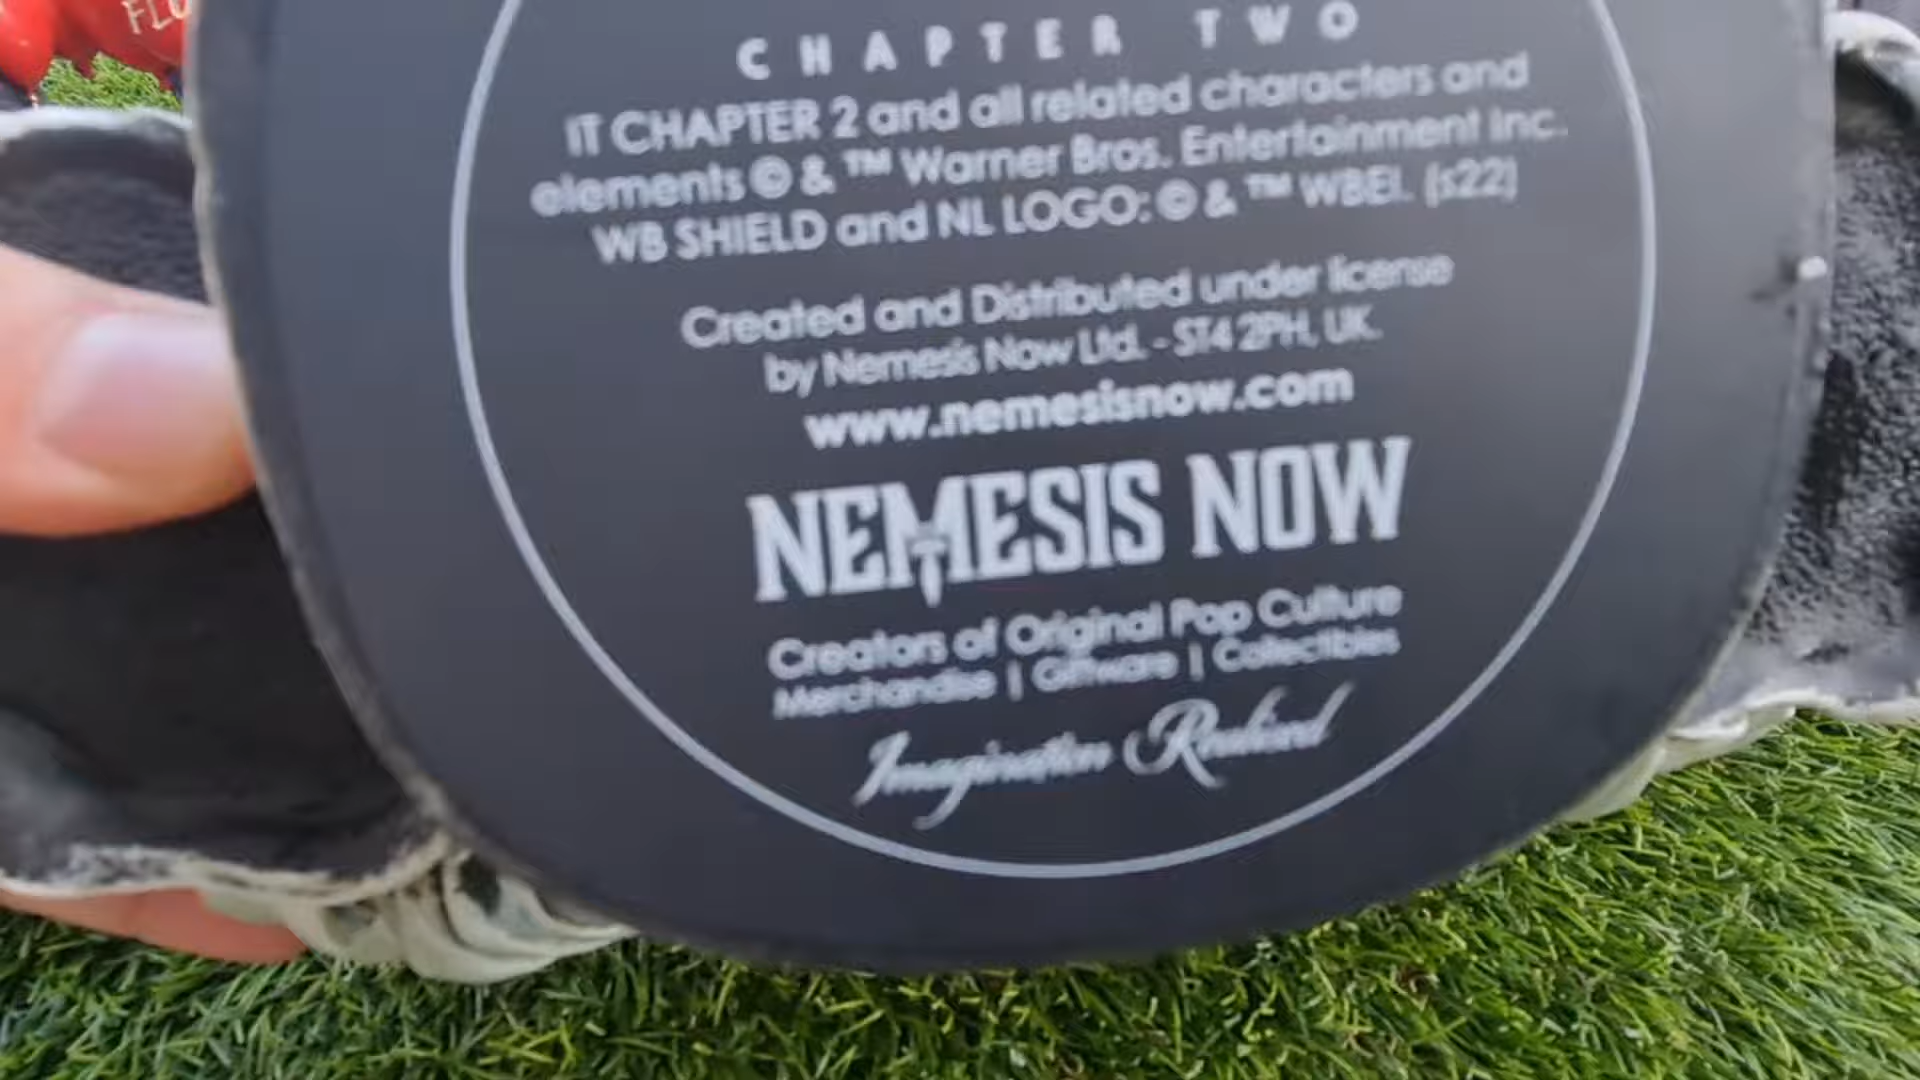 FLO
CHAPTER TWO
IT CHAPTER 2 and all related characters and
elements © & ™ Warner Bros. Entertainment Inc.
WB SHIELD and NL LOGO: © & ™ WBEI. (s22)
Created and Distributed under license
by Nemesis Now Ltd. - ST4 2PH, UK.
www.nemesisnow.com
NEMESIS NOW
Creators of Original Pop Culture
Merchandise | Giftware | Collectibles
Imagination Realised